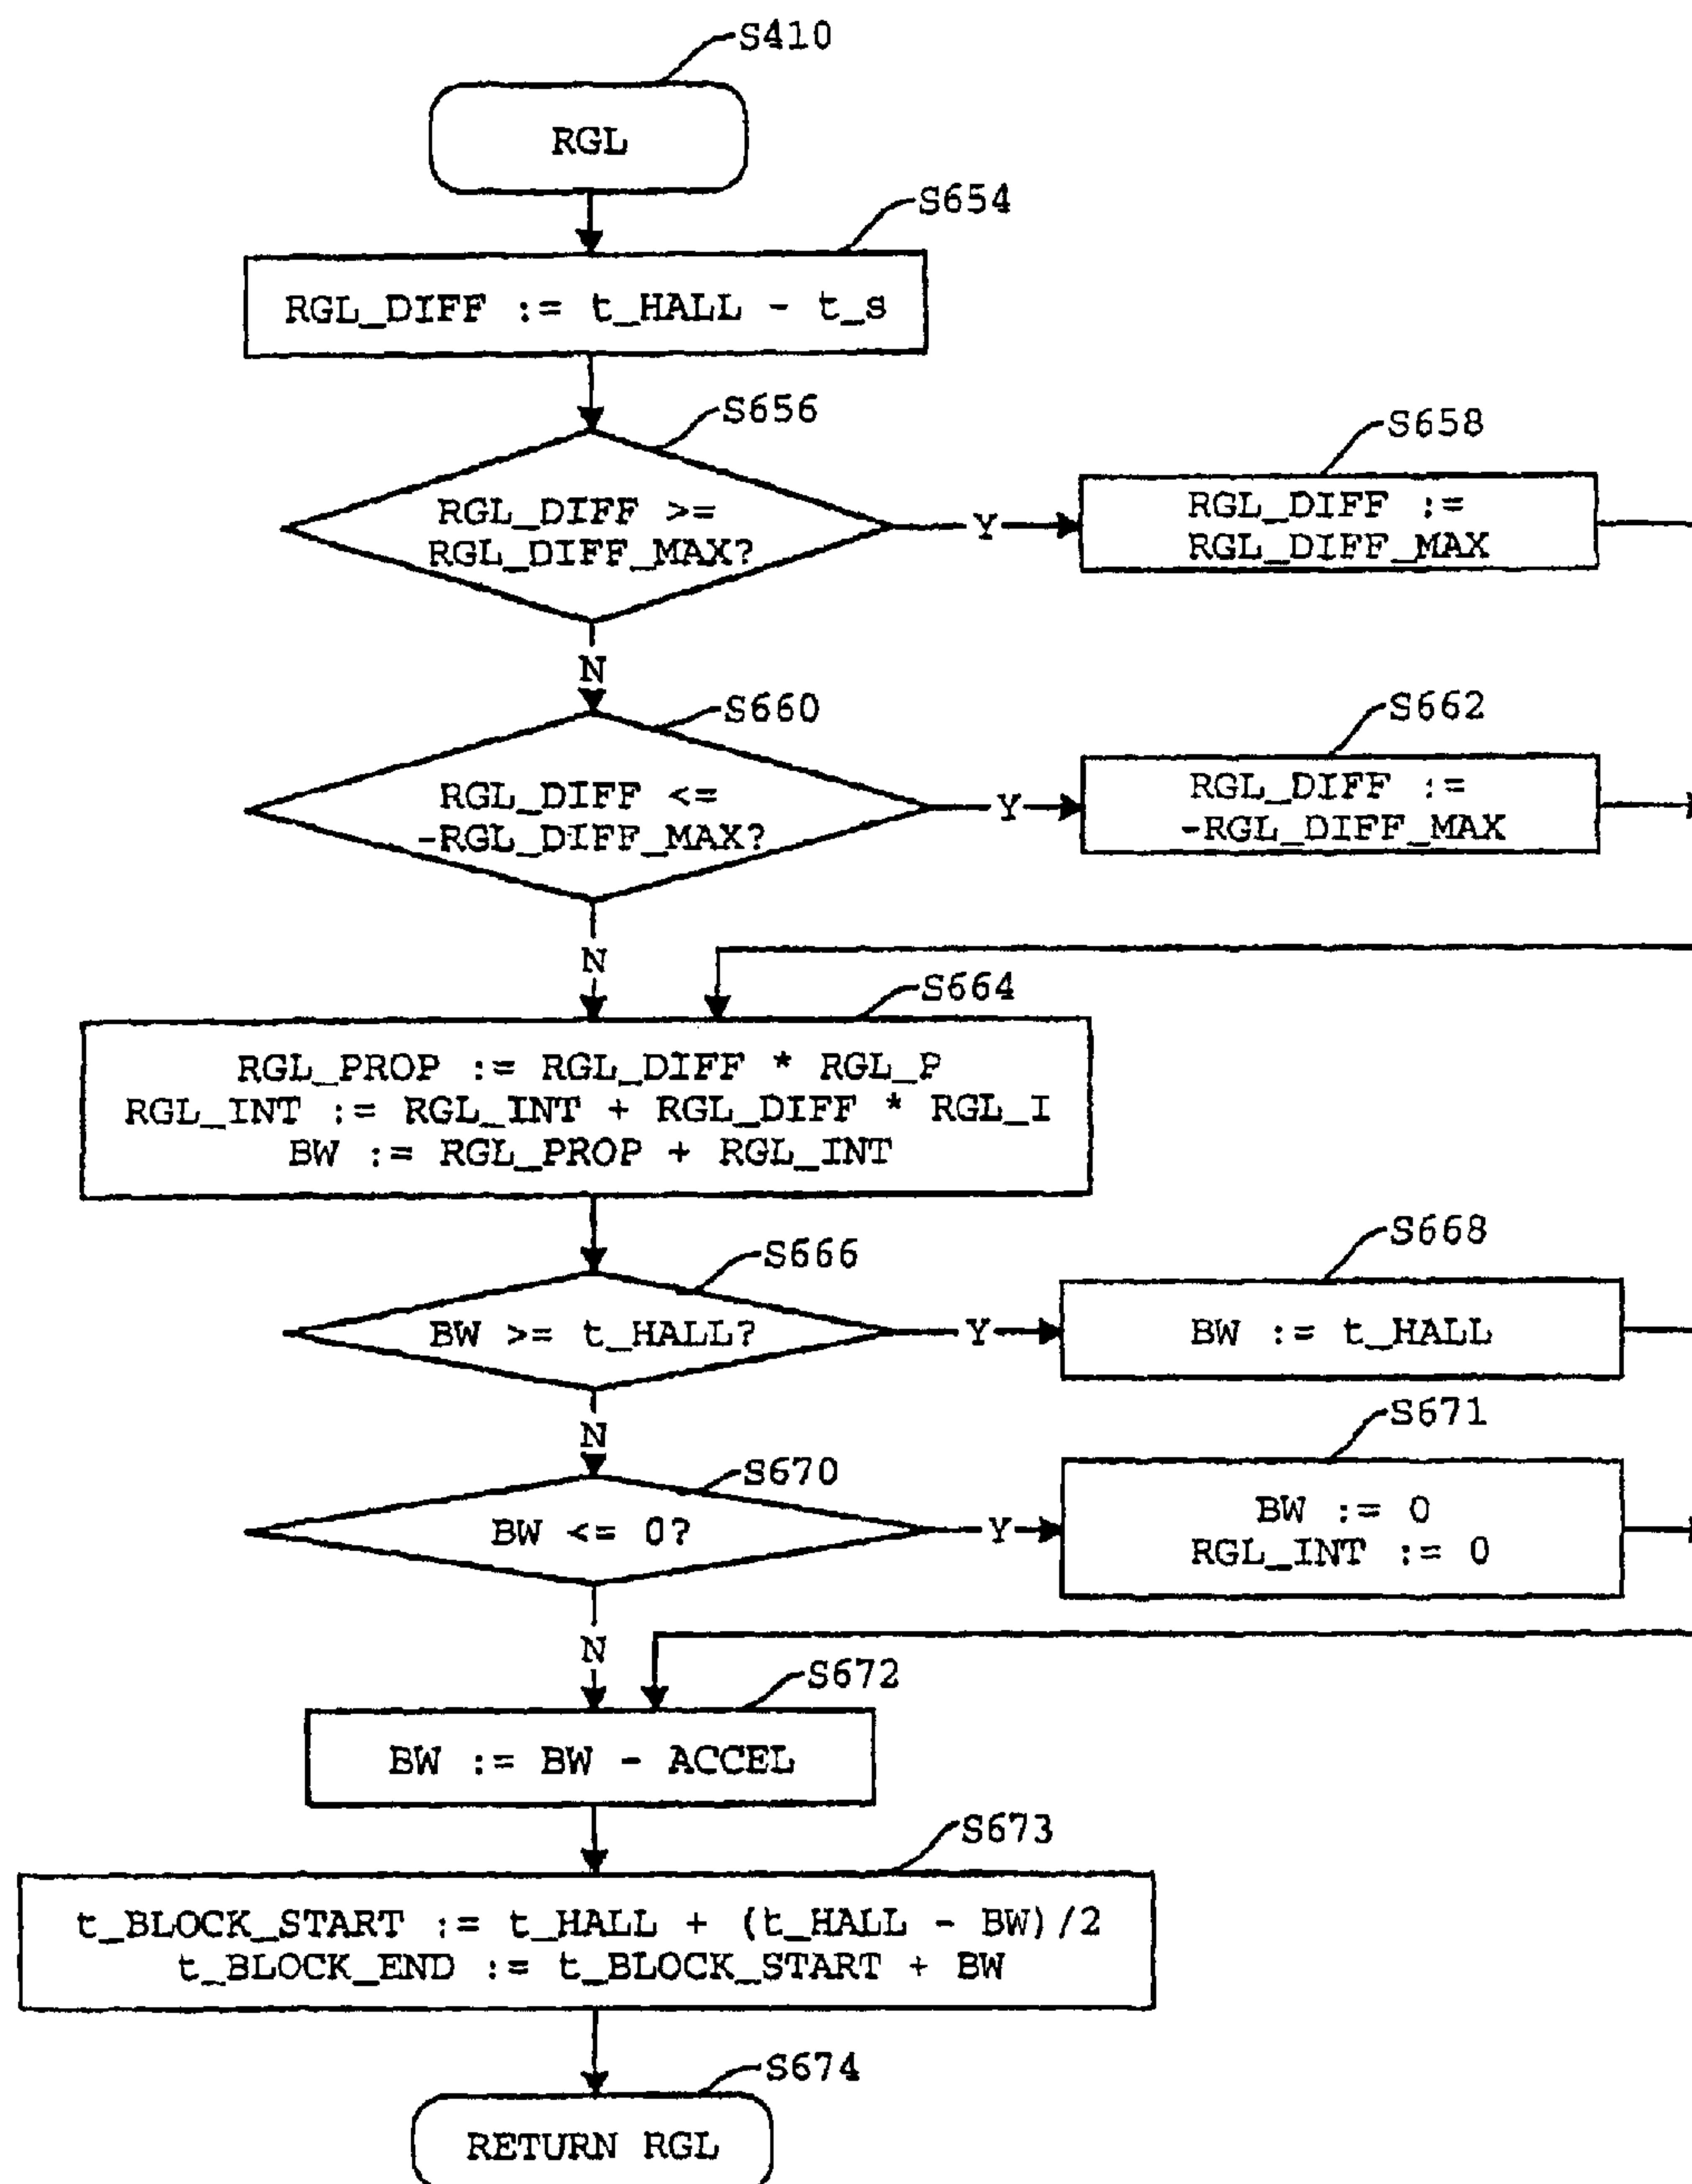 S410
RGL
S654
RGL_DIFF := t_HALL - t_s
S656
RGL_DIFF >=
RGL_DIFF_MAX?
Y
S658
RGL_DIFF :=
RGL_DIFF_MAX
N
S660
RGL_DIFF <=
-RGL_DIFF_MAX?
Y
S662
RGL_DIFF :=
-RGL_DIFF_MAX
N
S664
RGL_PROP := RGL_DIFF * RGL_P
RGL_INT := RGL_INT + RGL_DIFF * RGL_I
BW := RGL_PROP + RGL_INT
S666
BW >= t_HALL?
Y
S668
BW := t_HALL
N
S670
BW <= 0?
Y
S671
BW := 0
RGL_INT := 0
N
S672
BW := BW - ACCEL
S673
t_BLOCK_START := t_HALL + (t_HALL - BW)/2
t_BLOCK_END := t_BLOCK_START + BW
S674
RETURN RGL